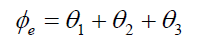 ϕₑ = θ₁ + θ₂ + θ₃